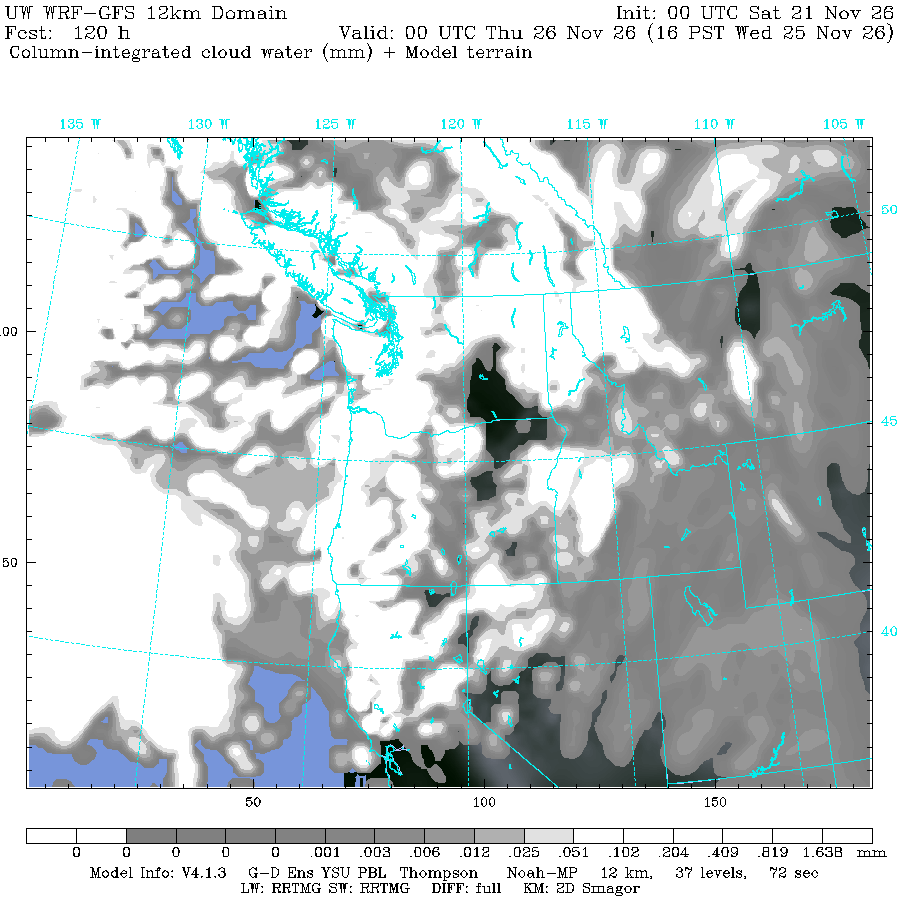 UW WRF-GFS 12km Domain Init: 00 UTC Sat 21 Nov 26
Fcst: 120 h Valid: 00 UTC Thu 26 Nov 26 (16 PST Wed 25 Nov 26)
Column-integrated cloud water (mm) + Model terrain
135 W 130 W 125 W 120 W 115 W 110 W 105 W
50
00
45
50
40
50 100 150
0 0 0 0 .001 .003 .006 .012 .025 .051 .102 .204 .409 .819 1.638 mm
Model Info: V4.1.3 G-D Ens YSU PBL Thompson Noah-MP 12 km, 37 levels, 72 sec
LW: RRTMG SW: RRTMG DIFF: full KM: 2D Smagor